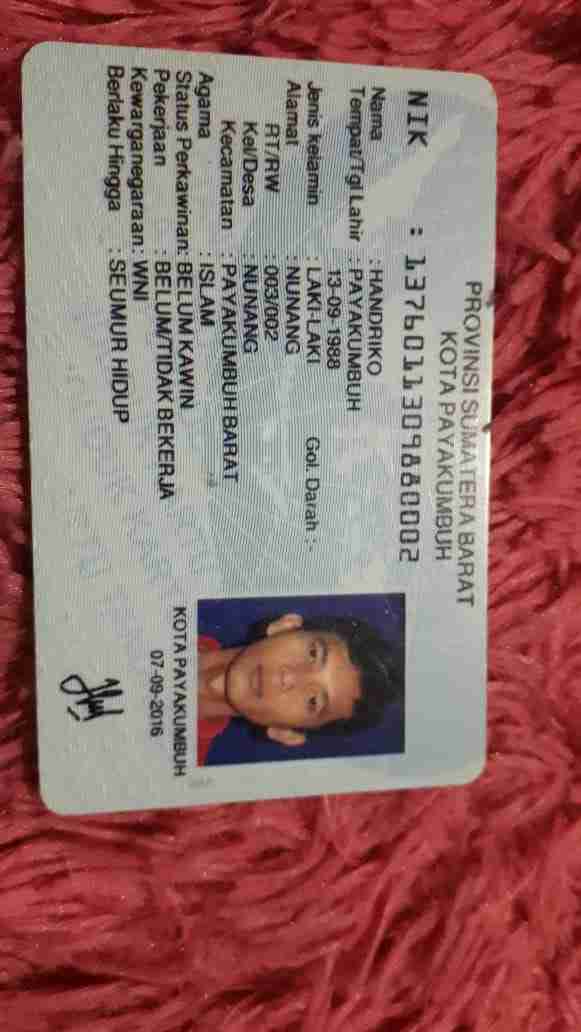 PROVINSI SUMATERA BARAT
KOTA PAYAKUMBUH
NIK : 1376011309880002
Nama : HANDRIKO
Tempat/Tgl Lahir : PAYAKUMBUH
13-09-1988
Jenis kelamin : LAKI-LAKI Gol. Darah :-
Alamat : NUNANG
RT/RW : 003/002
Kel/Desa : NUNANG
Kecamatan : PAYAKUMBUH BARAT
Agama : ISLAM
Status Perkawinan: BELUM KAWIN
Pekerjaan : BELUM/TIDAK BEKERJA
Kewarganegaraan: WNI
Berlaku Hingga : SEUMUR HIDUP
KOTA PAYAKUMBUH
07-09-2016